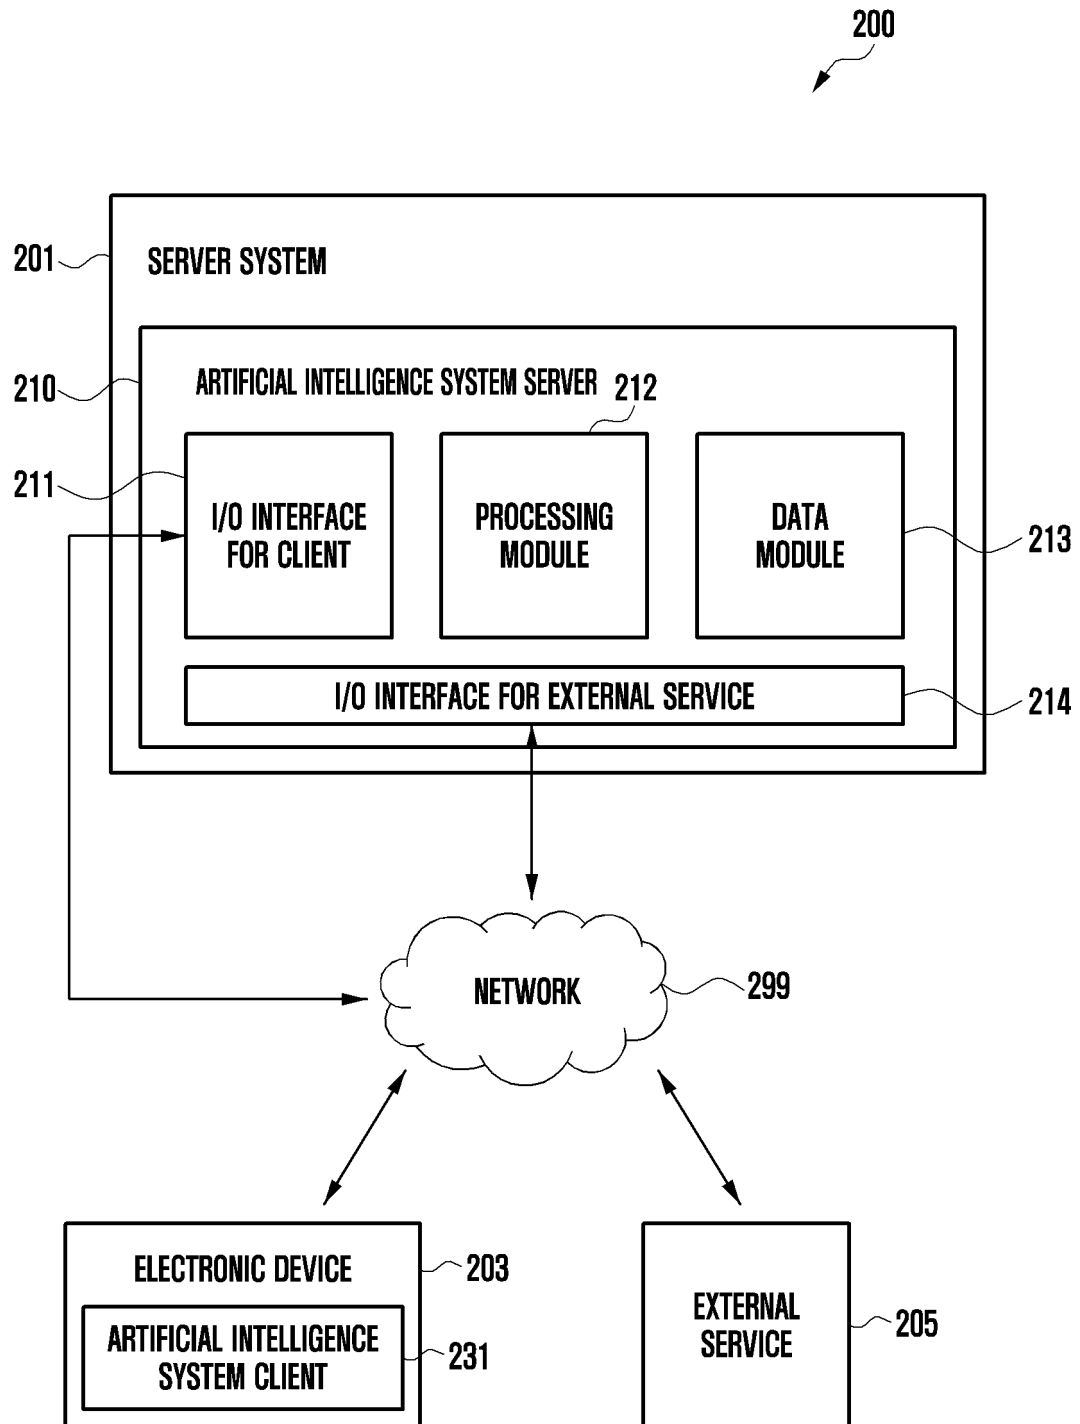 200
201
SERVER SYSTEM
210
ARTIFICIAL INTELLIGENCE SYSTEM SERVER
212
211
I/O INTERFACE
FOR CLIENT
PROCESSING
MODULE
DATA
MODULE
213
I/O INTERFACE FOR EXTERNAL SERVICE
214
NETWORK
299
ELECTRONIC DEVICE
203
ARTIFICIAL INTELLIGENCE
SYSTEM CLIENT
231
EXTERNAL
SERVICE
205